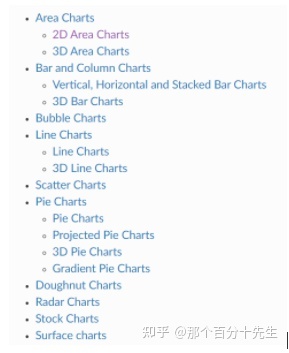 Area Charts
2D Area Charts
3D Area Charts
Bar and Column Charts
Vertical, Horizontal and Stacked Bar Charts
3D Bar Charts
Bubble Charts
Line Charts
Line Charts
3D Line Charts
Scatter Charts
Pie Charts
Pie Charts
Projected Pie Charts
3D Pie Charts
Gradient Pie Charts
Doughnut Charts
Radar Charts
Stock Charts
Surface charts
知乎 @那个百分十先生